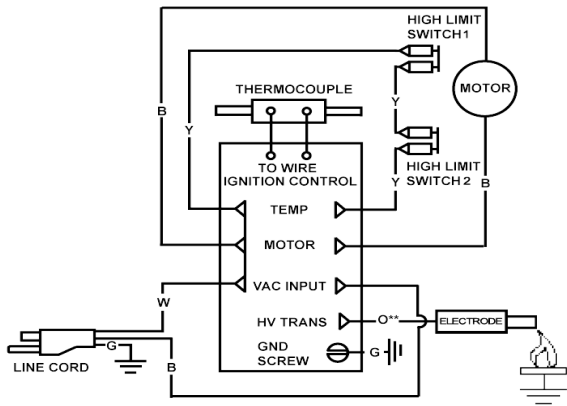 HIGH LIMIT
SWITCH 1
THERMOCOUPLE
MOTOR
B
Y
Y
TO WIRE
IGNITION CONTROL
HIGH LIMIT
SWITCH 2
Y
B
TEMP
MOTOR
VAC INPUT
W
HV TRANS
O**
ELECTRODE
GND
SCREW
G
G
LINE CORD
B